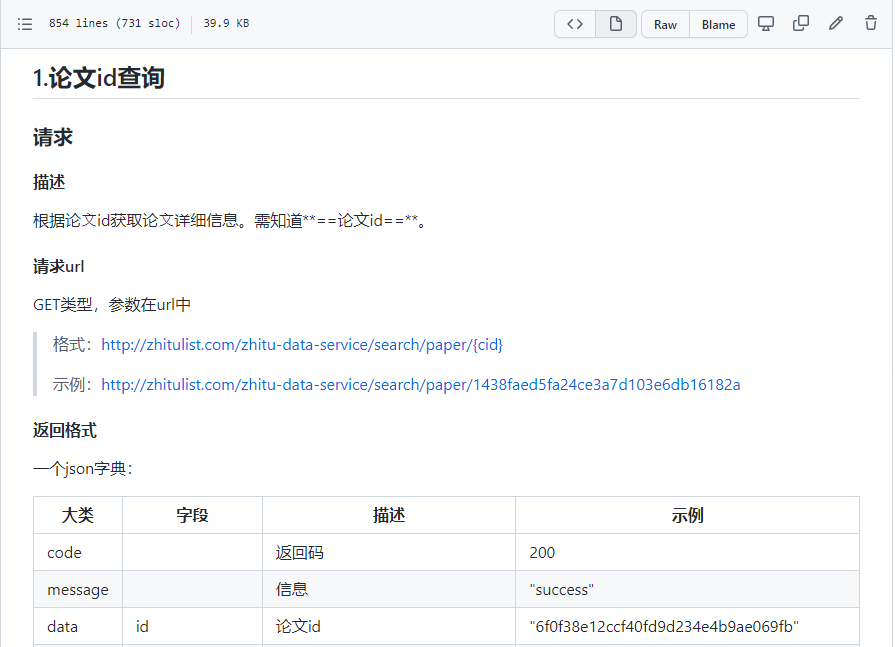 854 lines (731 sloc) 39.9 KB Raw Blame
1.论文id查询
请求
描述
根据论文id获取论文详细信息。需知道**==论文id==**。
请求url
GET类型，参数在url中
格式：http://zhitulist.com/zhitu-data-service/search/paper/{cid}
示例：http://zhitulist.com/zhitu-data-service/search/paper/1438faed5fa24ce3a7d103e6db16182a
返回格式
一个json字典：
大类 字段 描述 示例
code 返回码 200
message 信息 "success"
data id 论文id "6f0f38e12ccf40fd9d234e4b9ae069fb"